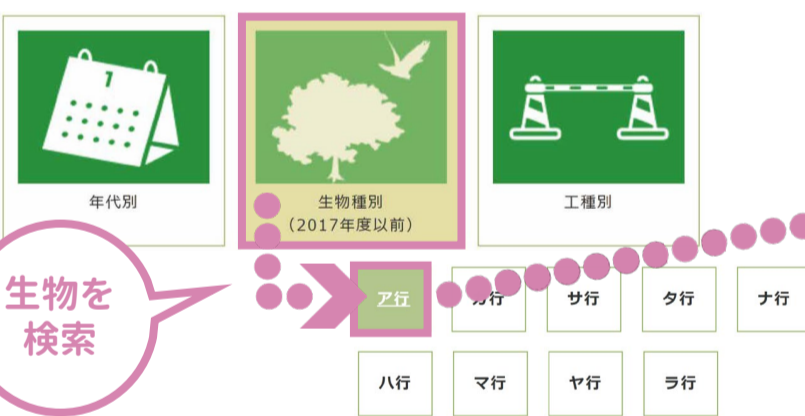 1
年代別
生物種別
（2017年度以前）
工種別
生物を
検索
ア行
カ行
サ行
タ行
ナ行
ハ行
マ行
ヤ行
ラ行